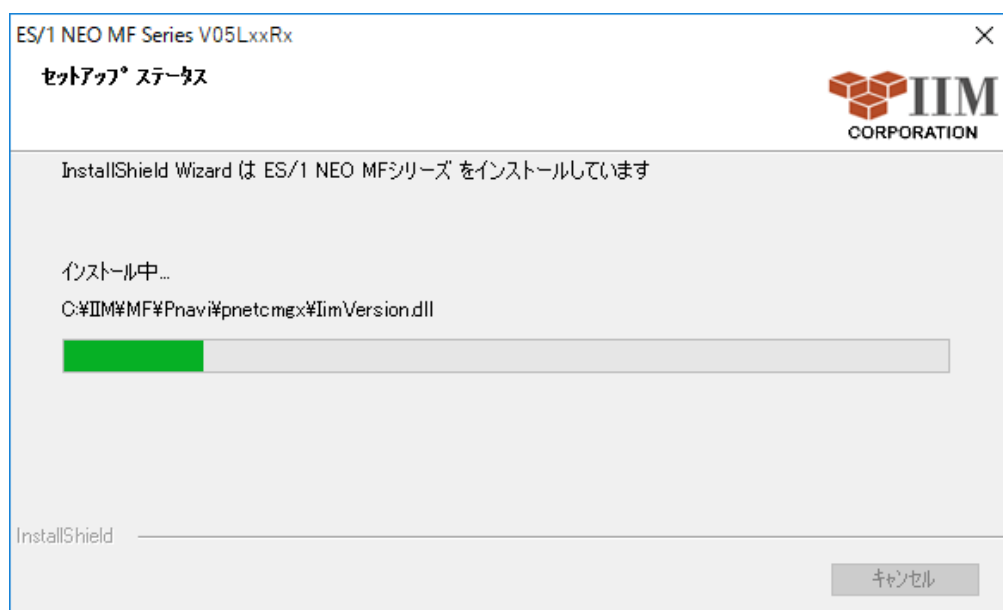 ES/1 NEO MF Series V05LxxRx
セットアップ ステータス
IIM
CORPORATION
InstallShield Wizard は ES/1 NEO MFシリーズ をインストールしています
インストール中...
C:¥IIM¥MF¥Pnavi¥pnetcmgx¥IimVersion.dll
InstallShield
キャンセル